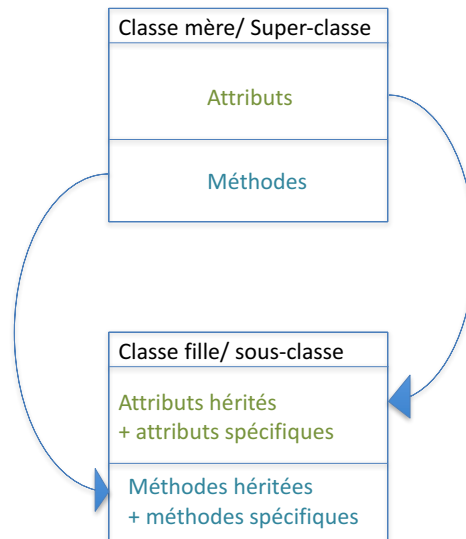 Classe mère/ Super-classe
Attributs
Méthodes
Classe fille/ sous-classe
Attributs hérités
+ attributs spécifiques
Méthodes héritées
+ méthodes spécifiques